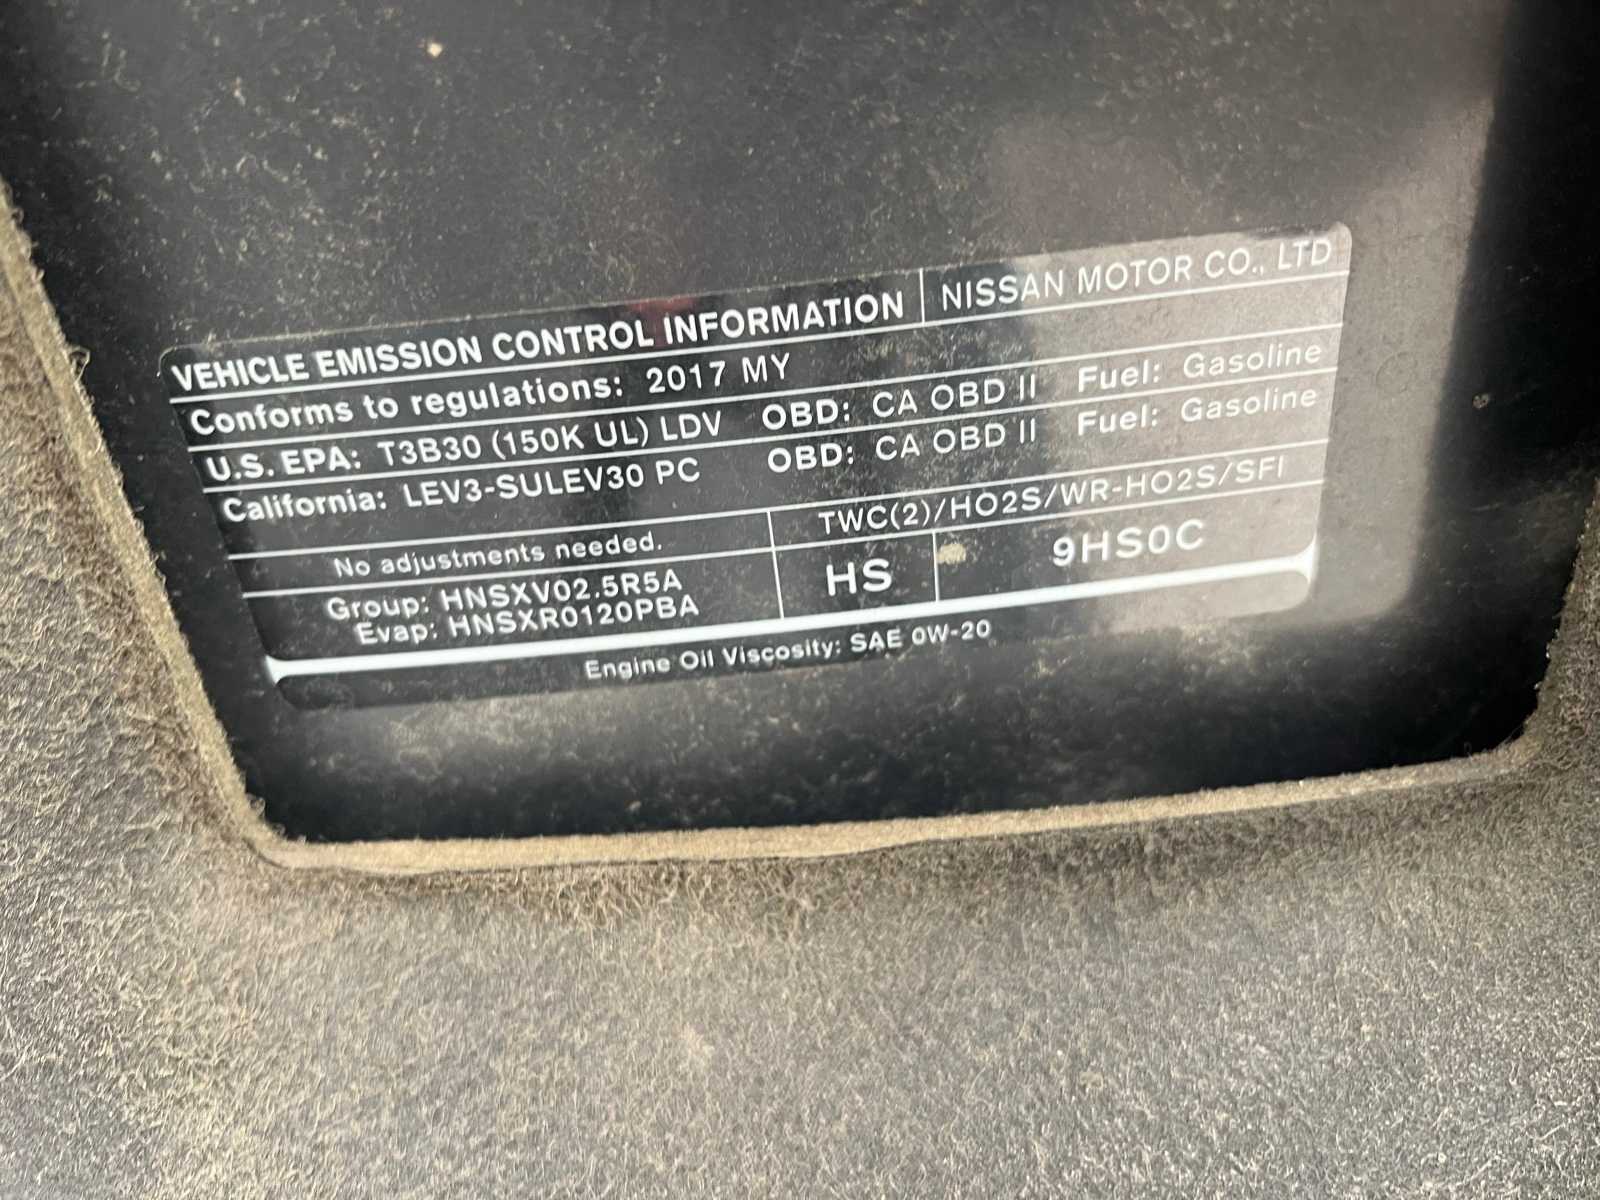 VEHICLE EMISSION CONTROL INFORMATION NISSAN MOTOR CO., LTD
Conforms to regulations: 2017 MY
U.S. EPA: T3B30 (150K UL) LDV OBD: CA OBD II Fuel: Gasoline
California: LEV3-SULEV30 PC OBD: CA OBD II Fuel: Gasoline
No adjustments needed. TWC(2)/HO2S/WR-HO2S/SFI
Group: HNSXV02.5R5A HS 9HS0C
Evap: HNSXR0120PBA
Engine Oil Viscosity: SAE 0W-20